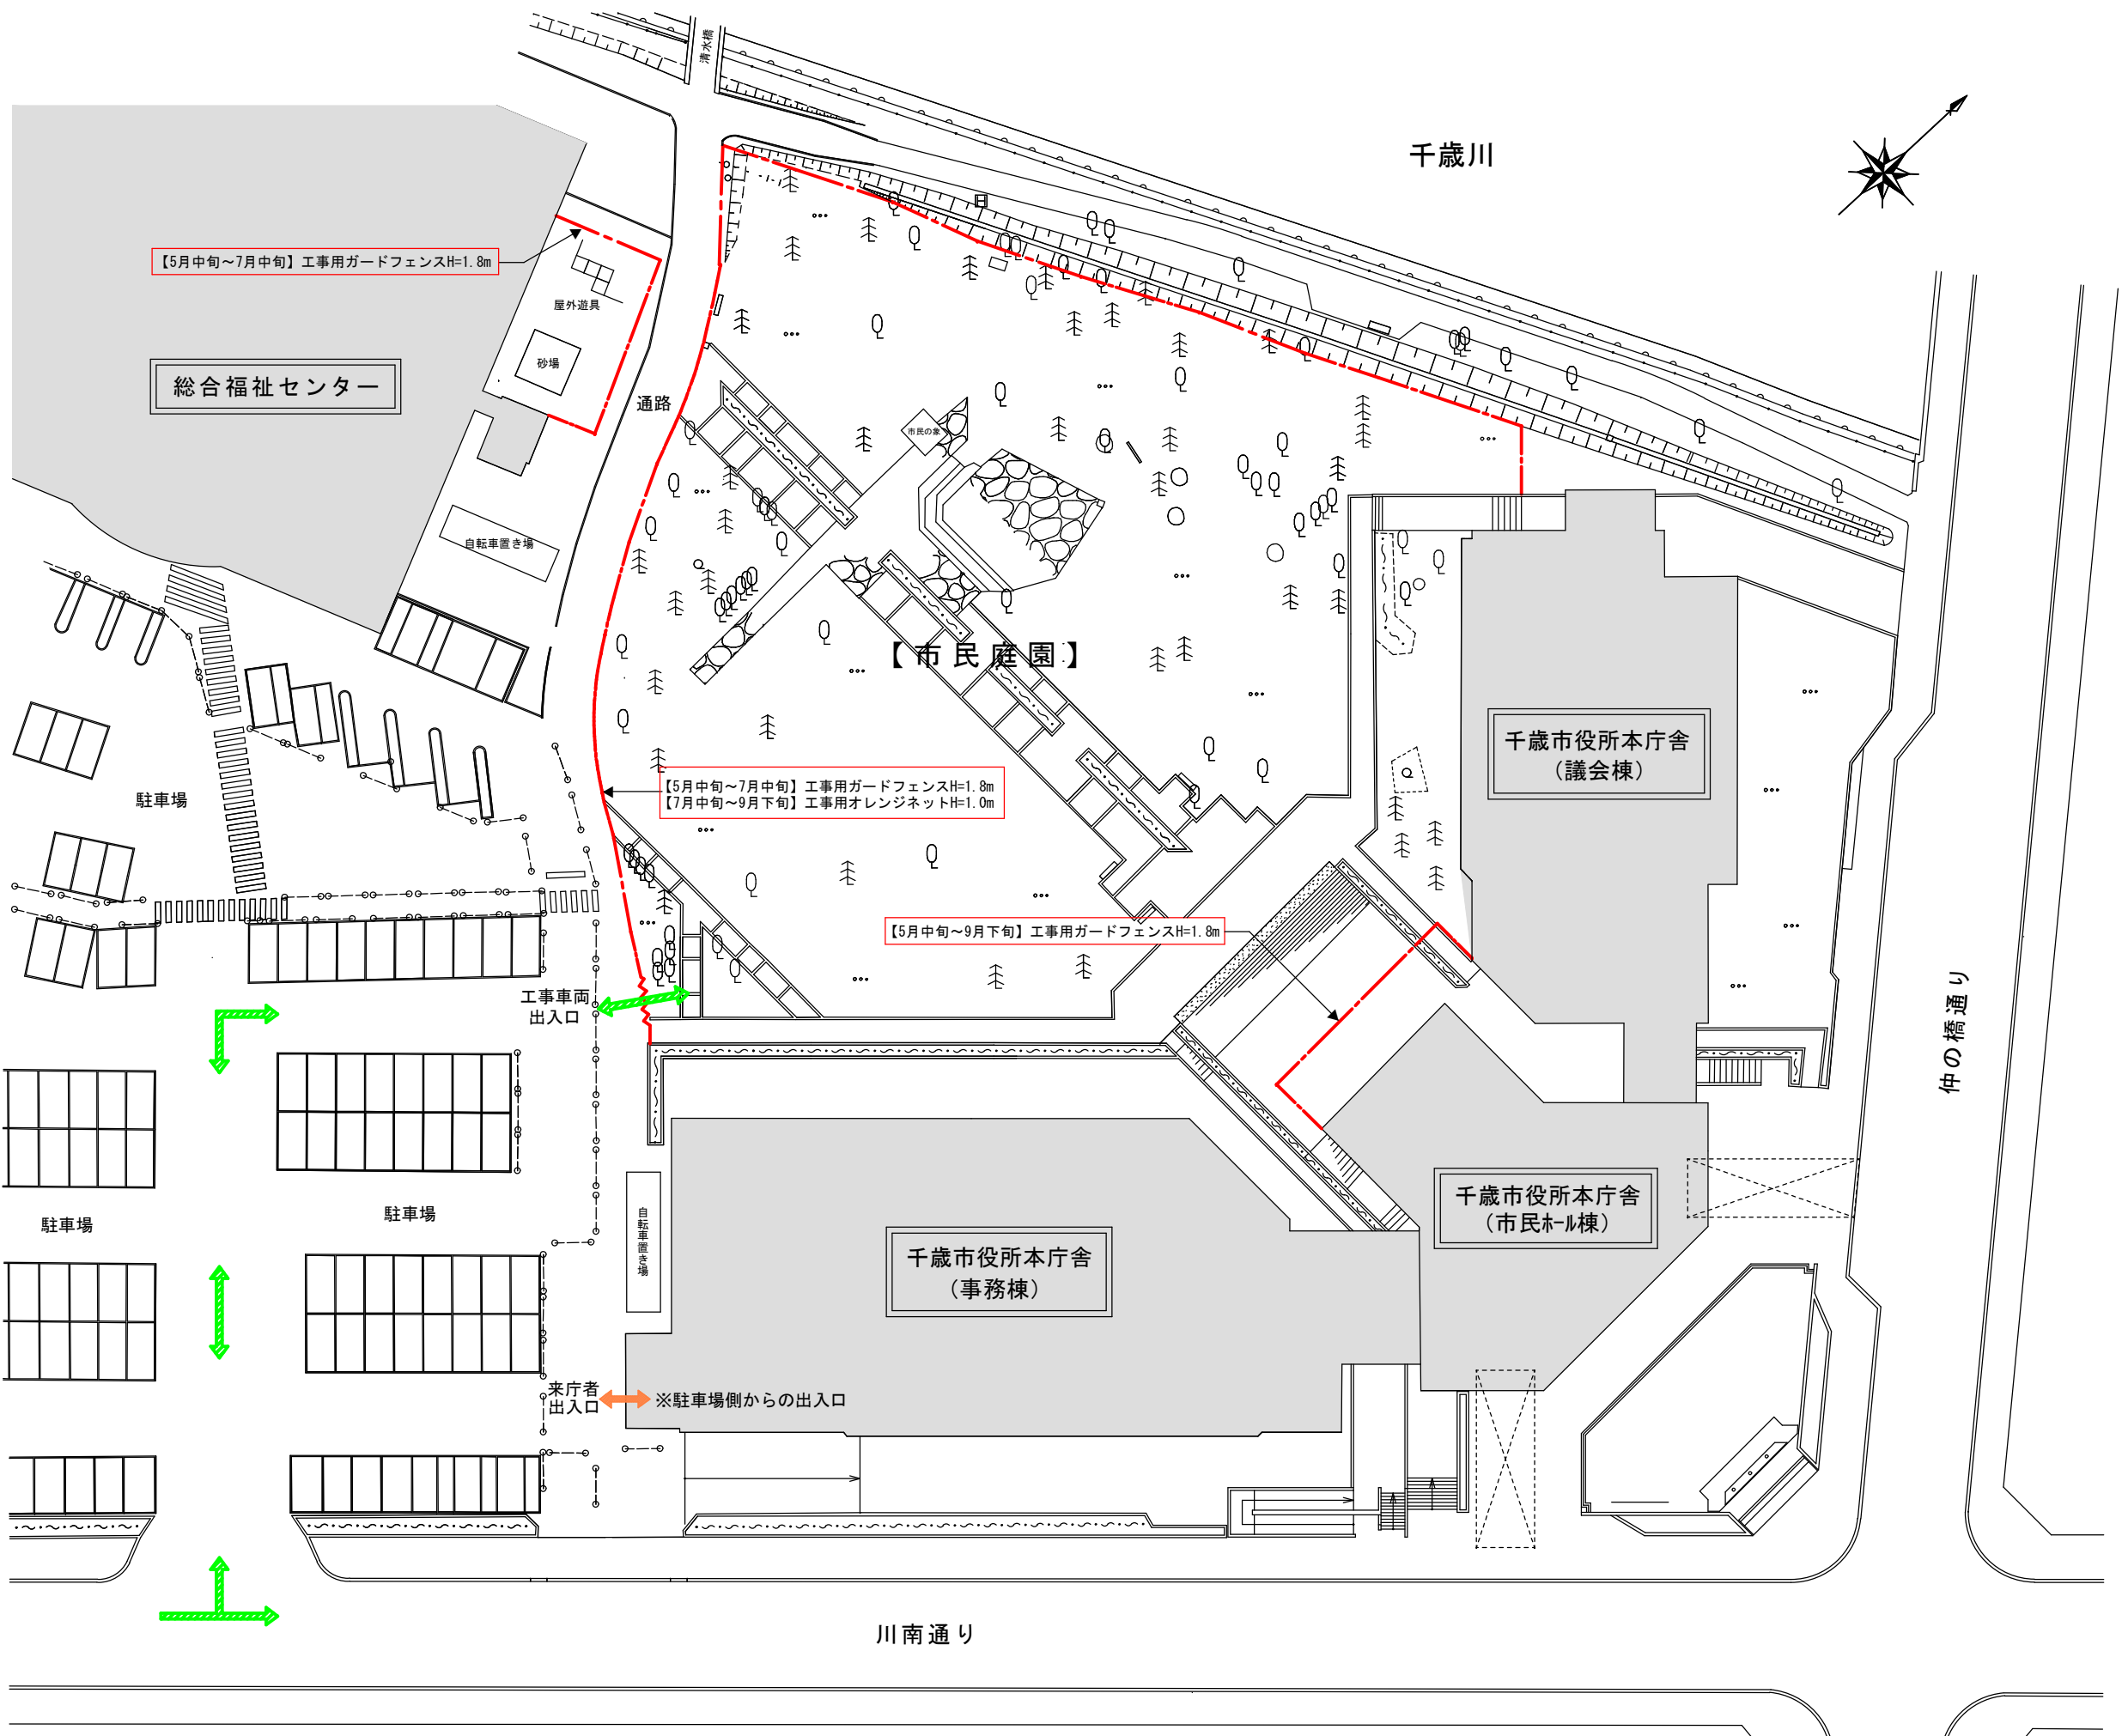 清水橋
千歳川
【5月中旬～7月中旬】工事用ガードフェンスH=1.8m
屋外遊具
砂場
総合福祉センター
通路
市民の象
自転車置き場
【市民庭園】
千歳市役所本庁舎
（議会棟）
【5月中旬～7月中旬】工事用ガードフェンスH=1.8m
【7月中旬～9月下旬】工事用オレンジネットH=1.0m
駐車場
【5月中旬～9月下旬】工事用ガードフェンスH=1.8m
工事車両
出入口
仲の橋通り
千歳市役所本庁舎
（市民ﾎｰﾙ棟）
駐車場
駐車場
自転車置き場
千歳市役所本庁舎
（事務棟）
来庁者
出入口
※駐車場側からの出入口
川南通り